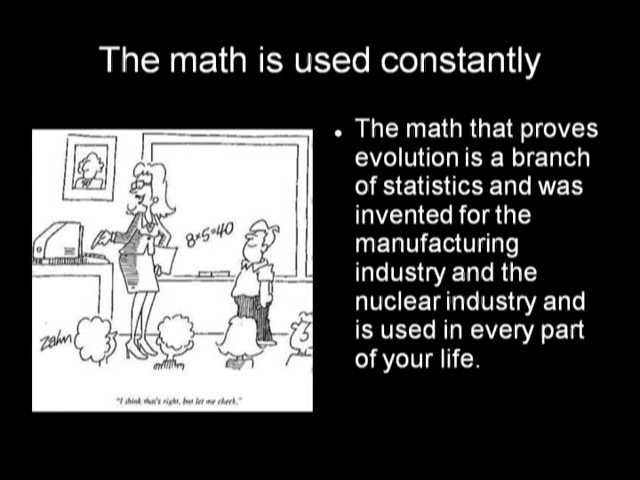 The math is used constantly
8×5=40
Zahn
"I think that's right, but let me check."
• The math that proves
evolution is a branch
of statistics and was
invented for the
manufacturing
industry and the
nuclear industry and
is used in every part
of your life.